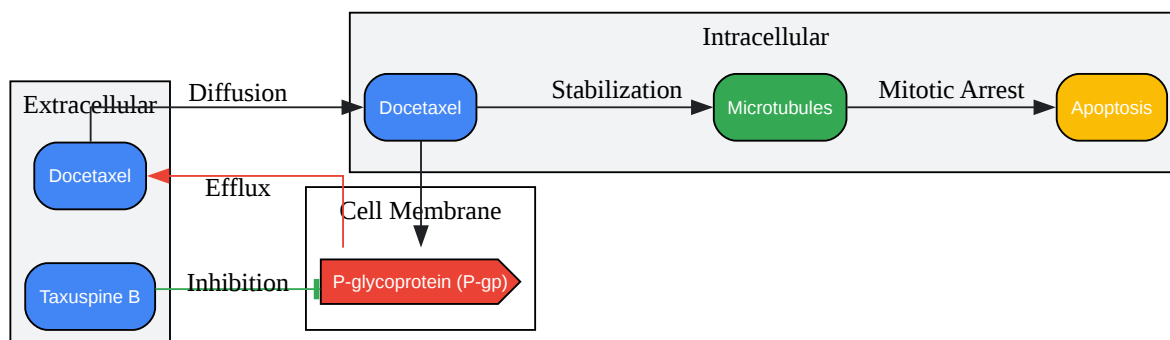 Intracellular
Extracellular
Diffusion
Docetaxel
Stabilization
Microtubules
Mitotic Arrest
Apoptosis
Docetaxel
Efflux
Cell Membrane
Taxuspine B
Inhibition
P-glycoprotein (P-gp)